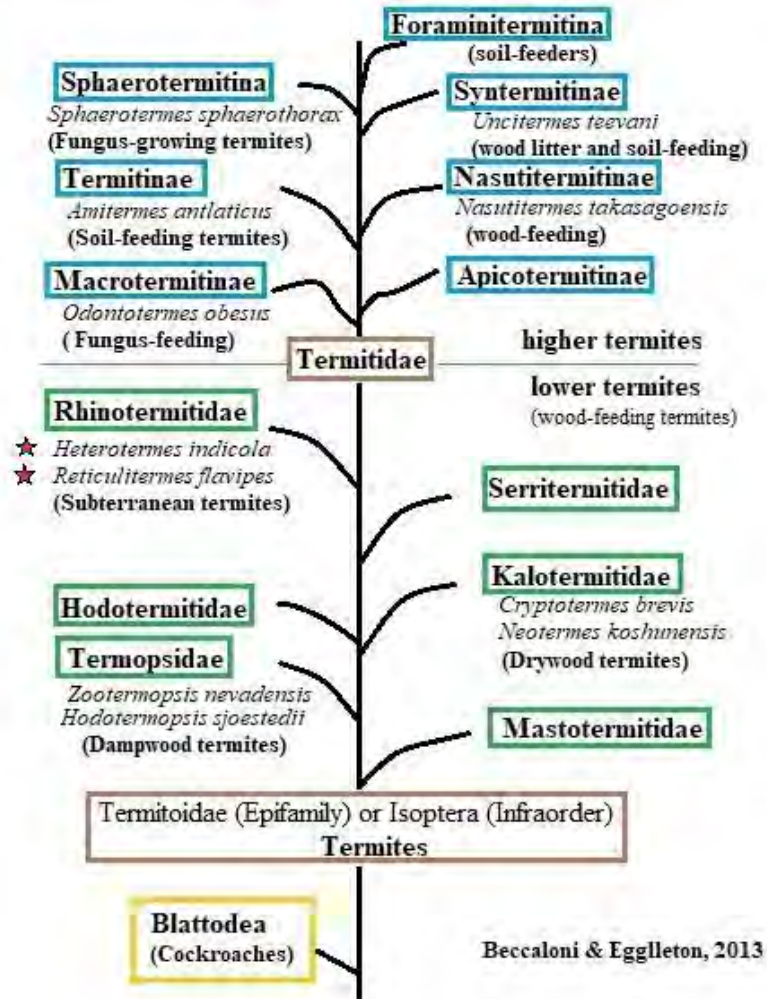 Foraminitermitina
(soil-feeders)
Sphaerotermitina
Sphaerotermes sphaerothorax
(Fungus-growing termites)
Syntermitinae
Uncitermes teevani
(wood litter and soil-feeding)
Termitinae
Amitermes antlaticus
(Soil-feeding termites)
Nasutitermitinae
Nasutitermes takasagoensis
(wood-feeding)
Macrotermitinae
Odontotermes obesus
( Fungus-feeding)
Apicotermitinae
higher termites
Termitidae
lower termites
(wood-feeding termites)
Rhinotermitidae
Heterotermes indicola
Reticulitermes flavipes
(Subterranean termites)
Serritermitidae
Kalotermitidae
Cryptotermes brevis
Neotermes koshunensis
(Drywood termites)
Hodotermitidae
Termopsidae
Zootermopsis nevadensis
Hodotermopsis sjoestedii
(Dampwood termites)
Mastotermitidae
Termitoidae (Epifamily) or Isoptera (Infraorder)
Termites
Blattodea
(Cockroaches)
Beccaloni & Egglleton, 2013